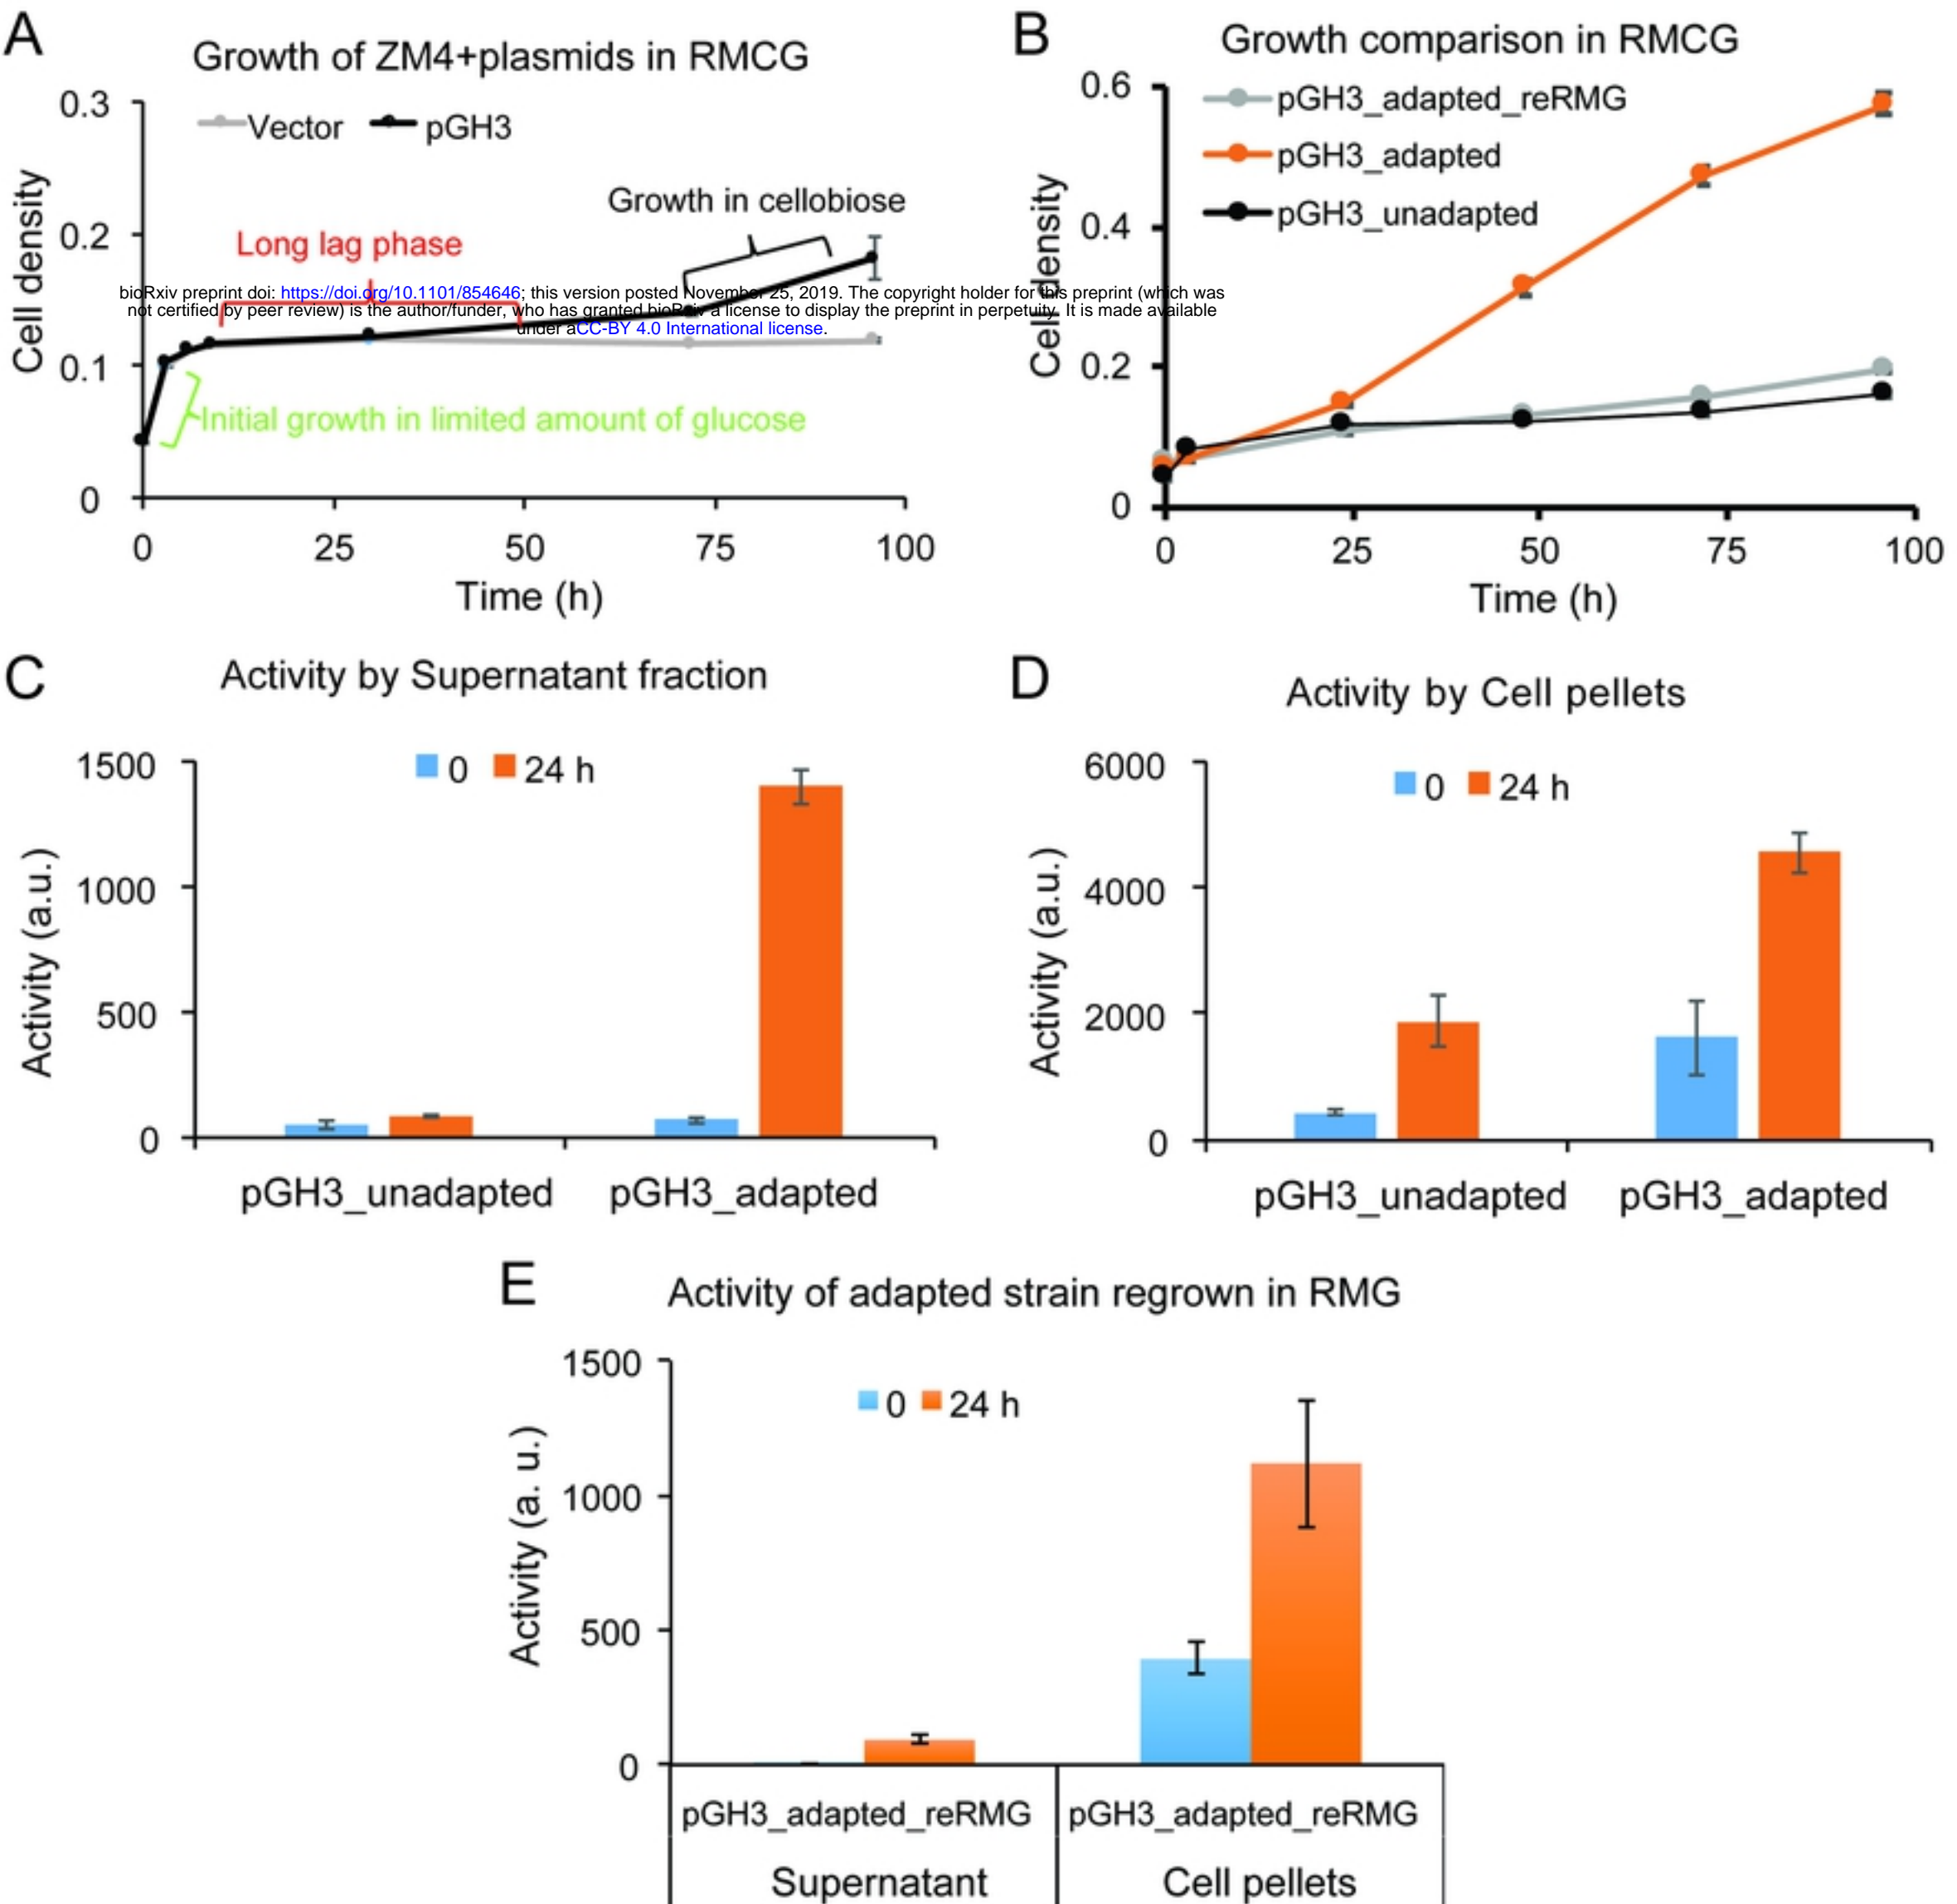 A
Growth of ZM4+plasmids in RMCG
0.3
0.2
0.1
0
Vector
pGH3
Cell density
Long lag phase
Growth in cellobiose
Initial growth in limited amount of glucose
0 25 50 75 100
Time (h)
bioRxiv preprint doi: https://doi.org/10.1101/854646; this version posted November 25, 2019. The copyright holder for this preprint (which was
not certified by peer review) is the author/funder, who has granted bioRxiv a license to display the preprint in perpetuity. It is made available
under aCC-BY 4.0 International license.
B
Growth comparison in RMCG
0.6
0.4
0.2
0
pGH3_adapted_reRMG
pGH3_adapted
pGH3_unadapted
Cell density
0 25 50 75 100
Time (h)
C
Activity by Supernatant fraction
1500
1000
500
0
0 24 h
Activity (a.u.)
pGH3_unadapted pGH3_adapted
D
Activity by Cell pellets
6000
4000
2000
0
0 24 h
Activity (a.u.)
pGH3_unadapted pGH3_adapted
E
Activity of adapted strain regrown in RMG
1500
1000
500
0
0 24 h
Activity (a. u.)
pGH3_adapted_reRMG pGH3_adapted_reRMG
Supernatant Cell pellets